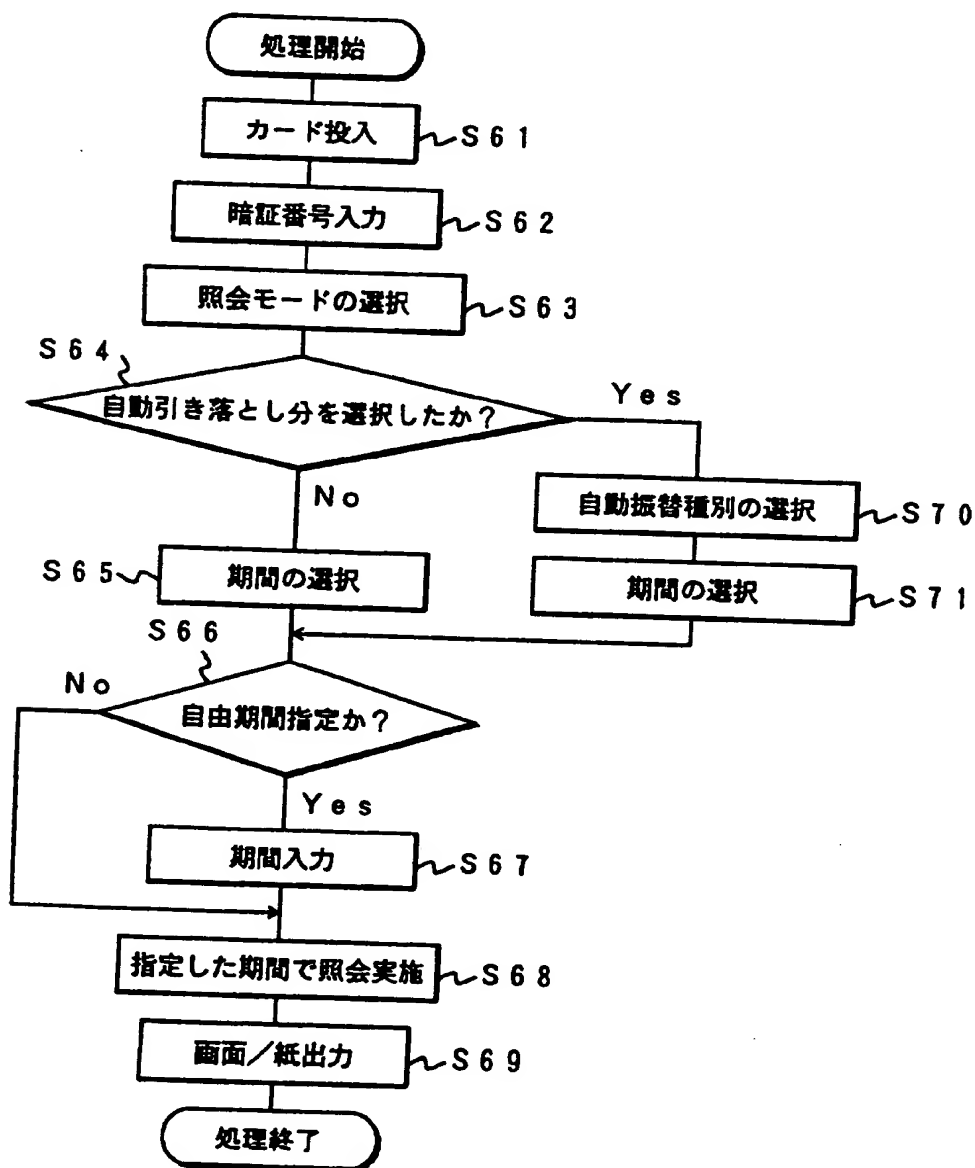 処理開始
カード投入
S61
暗証番号入力
S62
照会モードの選択
S63
S64
自動引き落とし分を選択したか？
Yes
No
自動振替種別の選択
S70
S65
期間の選択
期間の選択
S71
S66
No
自由期間指定か？
Yes
期間入力
S67
指定した期間で照会実施
S68
画面／紙出力
S69
処理終了